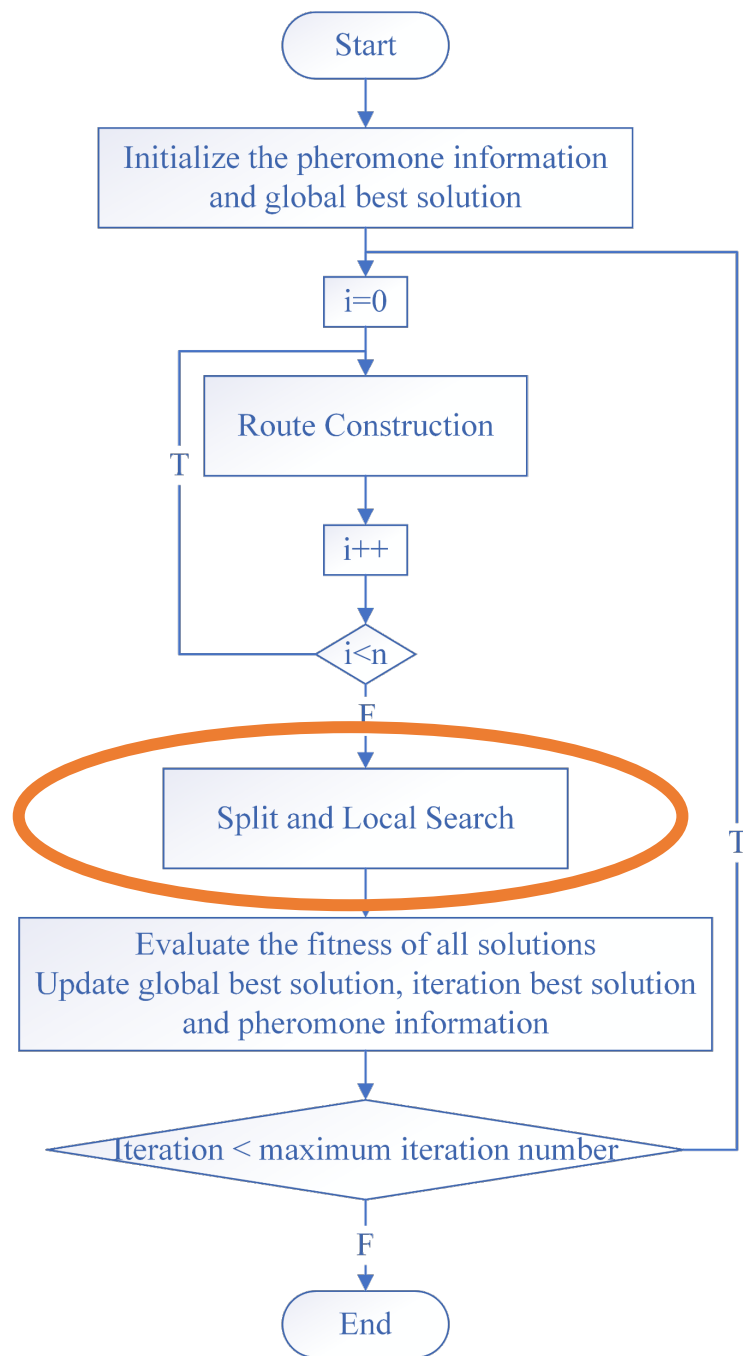 Start
Initialize the pheromone information
and global best solution
i=0
Route Construction
T
i++
i<n
F
Split and Local Search
T
Evaluate the fitness of all solutions
Update global best solution, iteration best solution
and pheromone information
Iteration < maximum iteration number
F
End